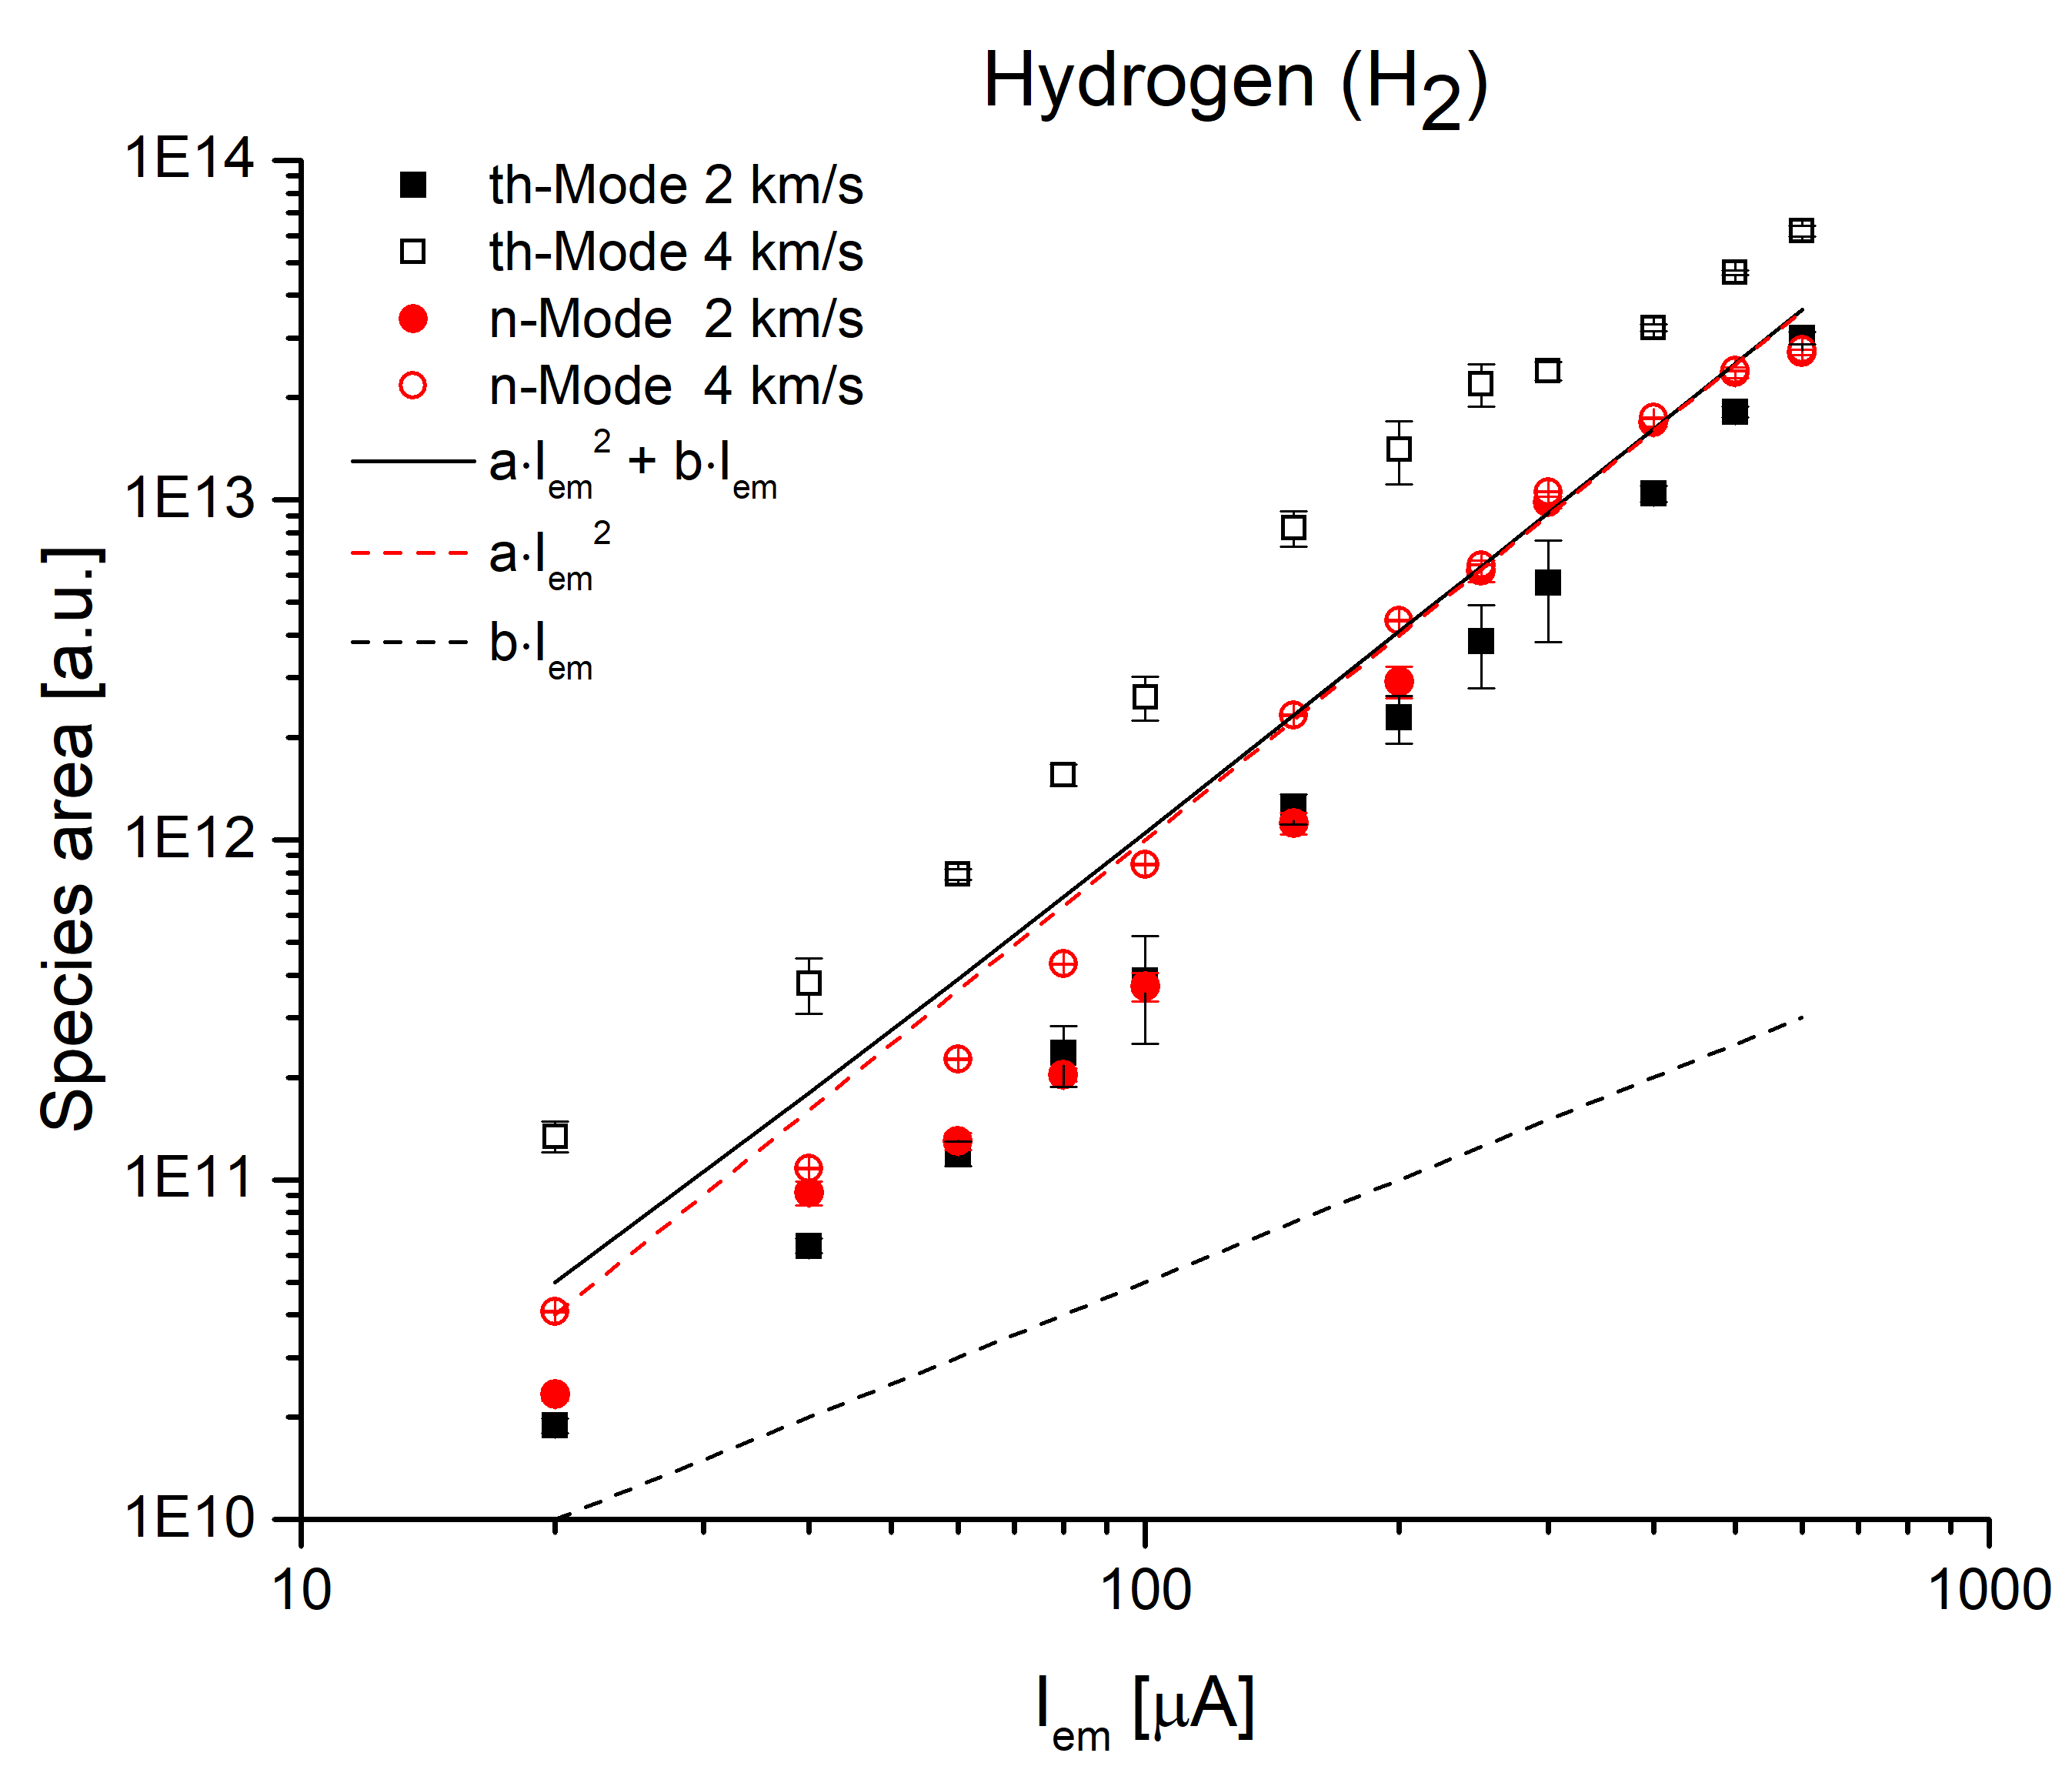 Hydrogen (H2)
1E14
1E13
1E12
1E11
1E10
Species area [a.u.]
th-Mode 2 km/s
th-Mode 4 km/s
n-Mode  2 km/s
n-Mode  4 km/s
a·Iem2 + b·Iem
a·Iem2
b·Iem
10
100
1000
Iem [μA]